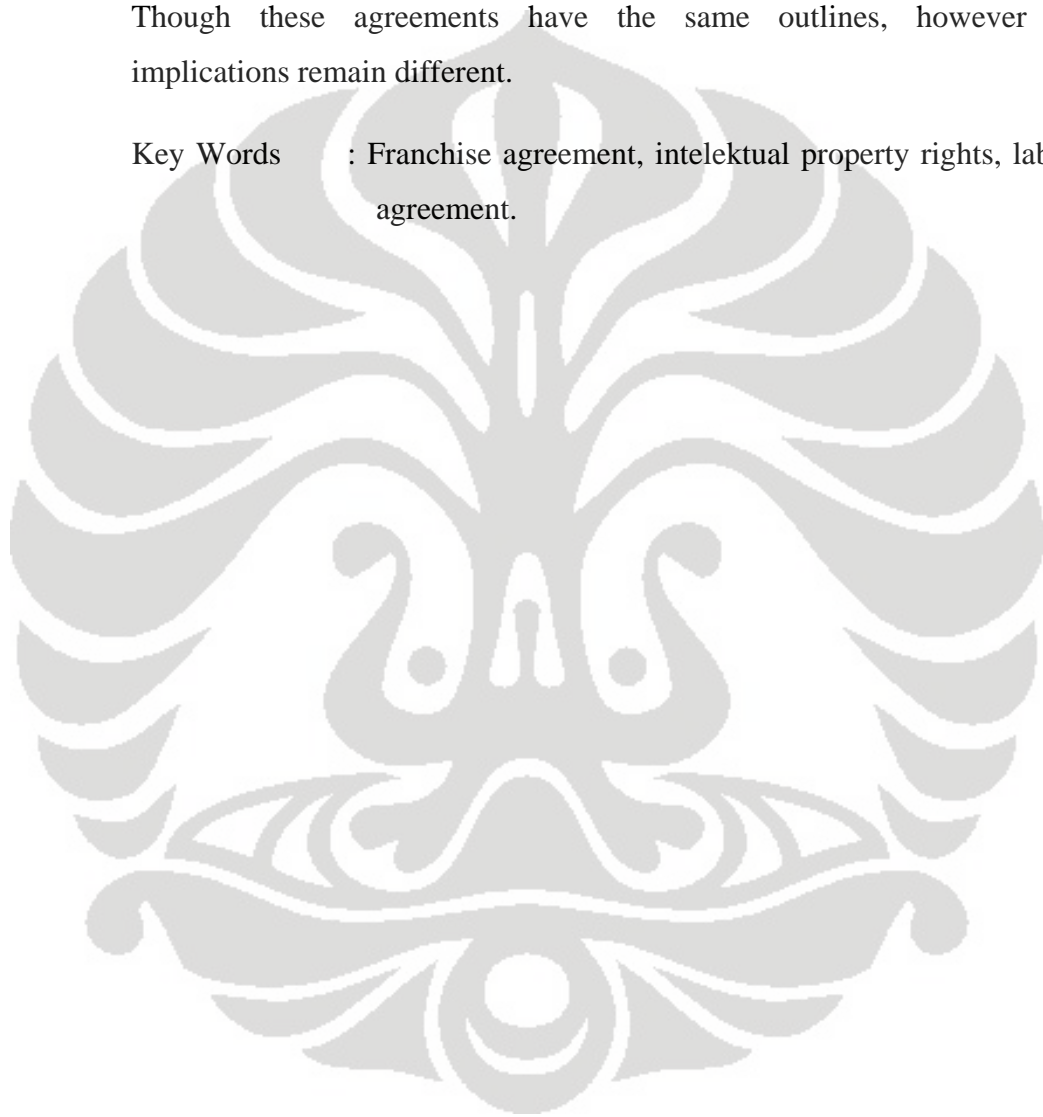 Though these agreements have the same outlines, however
implications remain different.
Key Words : Franchise agreement, intelektual property rights, lab
agreement.